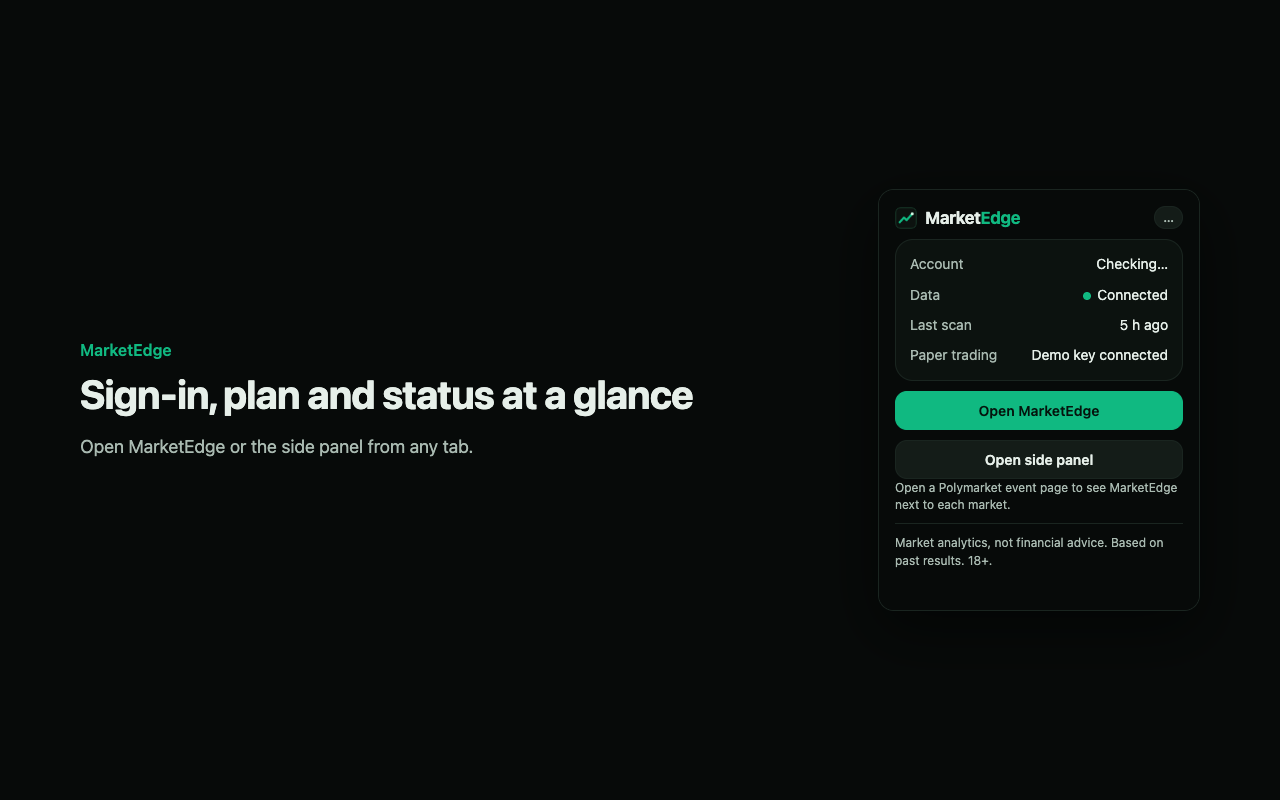 MarketEdge
Sign-in, plan and status at a glance
Open MarketEdge or the side panel from any tab.
MarketEdge
...
Account Checking...
Data Connected
Last scan 5 h ago
Paper trading Demo key connected
Open MarketEdge
Open side panel
Open a Polymarket event page to see MarketEdge
next to each market.
Market analytics, not financial advice. Based on
past results. 18+.